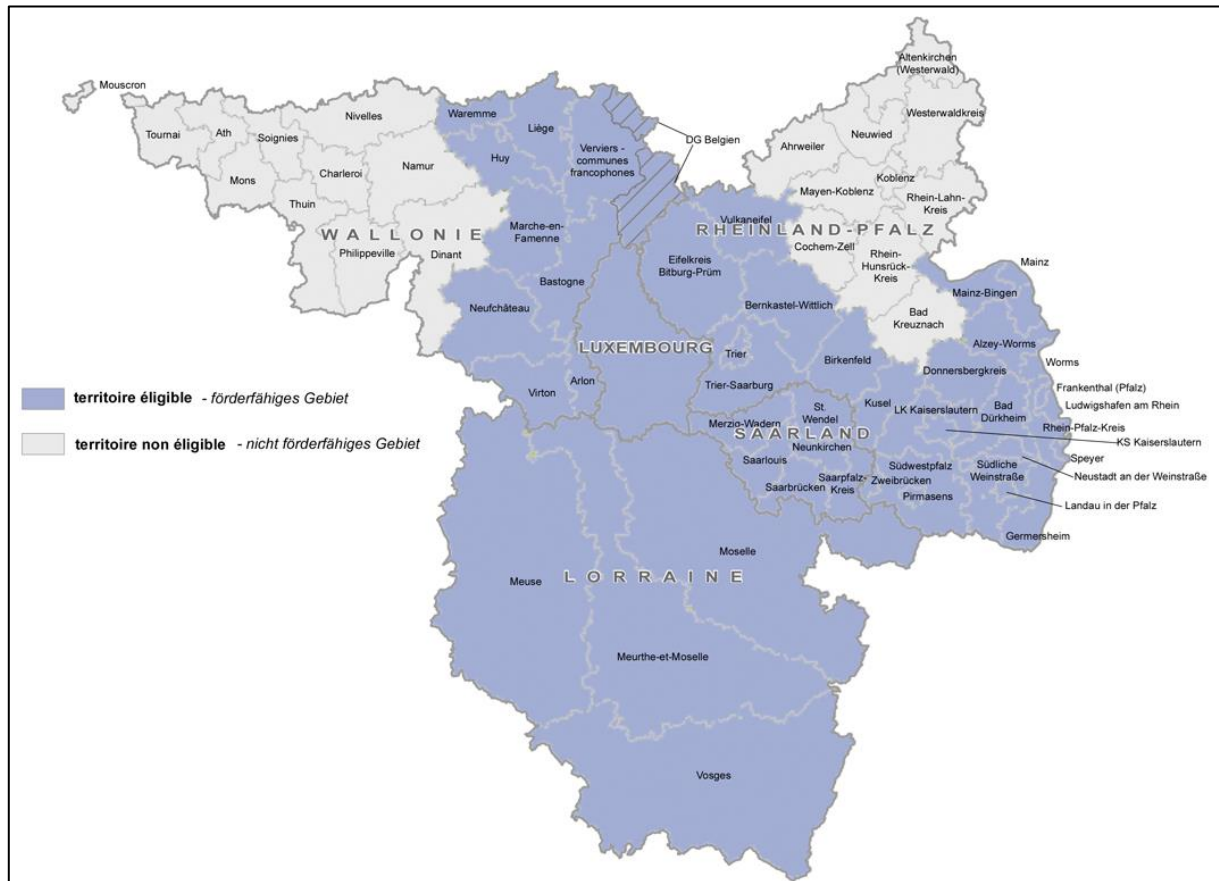 Mouscron
Tournai
Ath
Soignies
Nivelles
Mons
Charleroi
Namur
Thuin
WALLONIE
Philippeville
Dinant
Waremme
Liège
Huy
Verviers -
communes
francophones
DG Belgien
Marche-en-
Famenne
Bastogne
Neufchâteau
Virton
Arlon
LUXEMBOURG
Altenkirchen
(Westerwald)
Westerwaldkreis
Neuwied
Ahrweiler
Koblenz
Mayen-Koblenz
Rhein-Lahn-
Kreis
Vulkaneifel
RHEINLAND-PFALZ
Cochem-Zell
Eifelkreis
Bitburg-Prüm
Rhein-
Hunsrück-
Kreis
Mainz
Mainz-Bingen
Bernkastel-Wittlich
Bad
Kreuznach
Alzey-Worms
Trier
Birkenfeld
Worms
Donnersbergkreis
Trier-Saarburg
Frankenthal (Pfalz)
Kusel
LK Kaiserslautern
Bad
Dürkheim
Ludwigshafen am Rhein
Rhein-Pfalz-Kreis
KS Kaiserslautern
Speyer
Neustadt an der Weinstraße
Landau in der Pfalz
Germersheim
Südwestpfalz
Zweibrücken
Pirmasens
Südliche
Weinstraße
St.
Wendel
Merzig-Wadern
SAARLAND
Neunkirchen
Saarlouis
Saarbrücken
Saarpfalz-
Kreis
territoire éligible - förderfähiges Gebiet
territoire non éligible - nicht förderfähiges Gebiet
Moselle
Meuse
LORRAINE
Meurthe-et-Moselle
Vosges